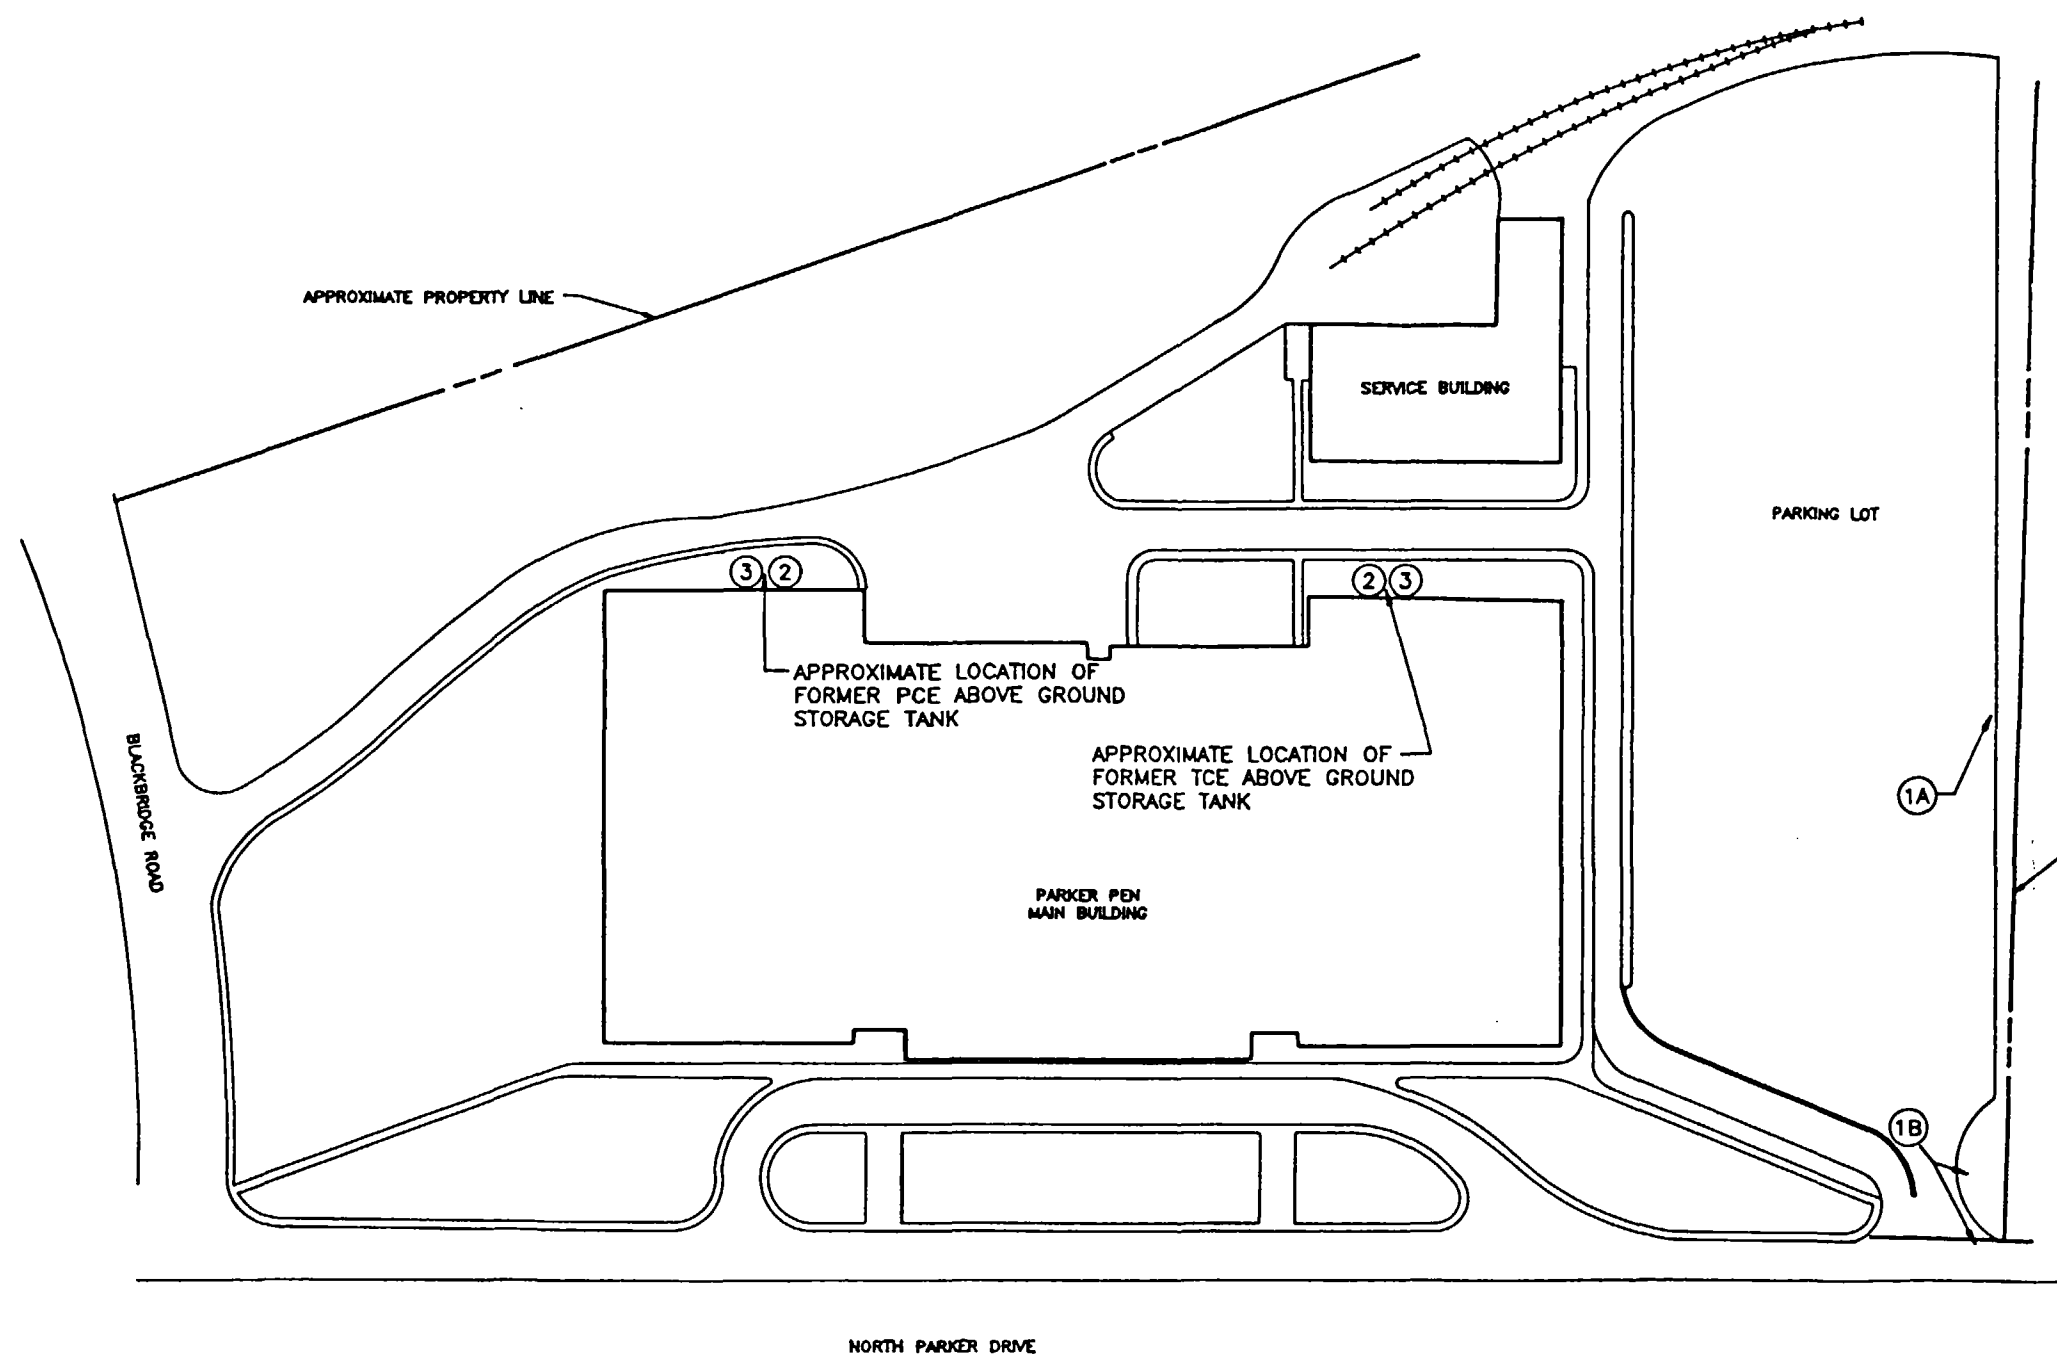 APPROXIMATE PROPERTY LINE
SERVICE BUILDING
PARKING LOT
3 2
2 3
APPROXIMATE LOCATION OF
FORMER PCE ABOVE GROUND
STORAGE TANK
APPROXIMATE LOCATION OF
FORMER TCE ABOVE GROUND
STORAGE TANK
1A
BLACKBRIDGE ROAD
PARKER PEN
MAIN BUILDING
1B
NORTH PARKER DRIVE